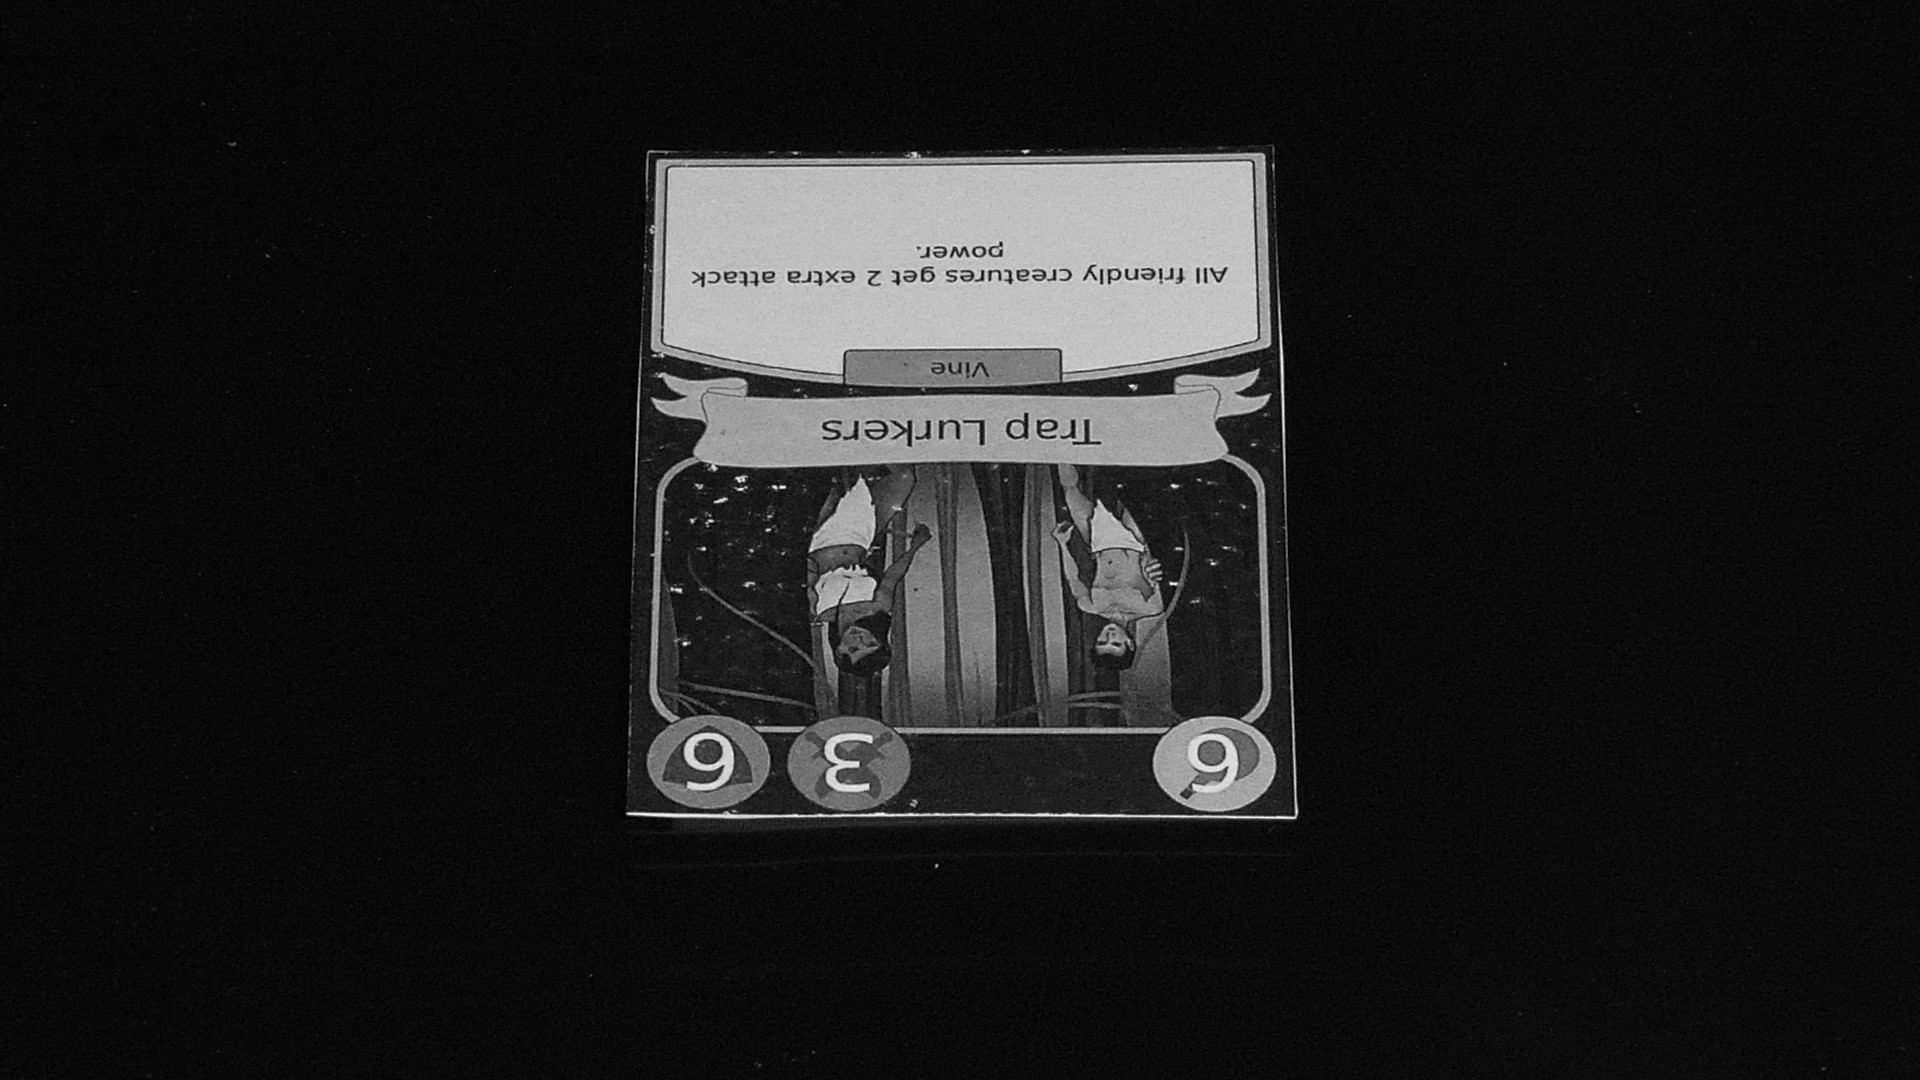 6 3 6
Trap Lurkers
Vine
All friendly creatures get 2 extra attack
power.